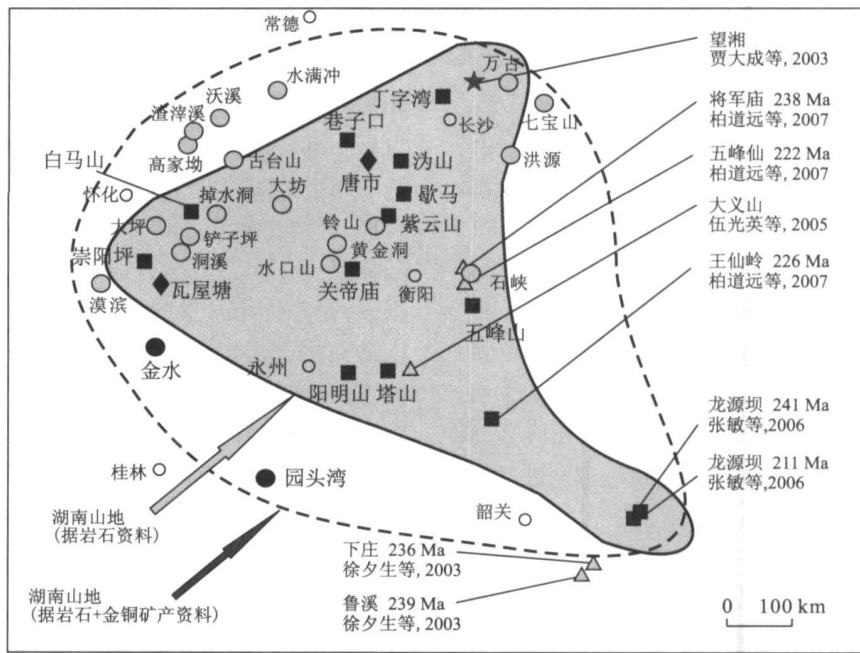 常德
水满冲
沃溪
渣滓溪
高家坳
古台山
白马山
怀化
大坪
掉水洞
铲子坪
洞溪
崇阳坪
漠滨
瓦屋塘
金水
大坊
巷子口
唐市
丁字湾
万古
长沙
七宝山
洪源
沩山
歇马
紫云山
铃山
黄金洞
水口山
关帝庙
衡阳
石峡
五峰山
永州
阳明山
塔山
桂林
园头湾
韶关
望湘
贾大成等, 2003
将军庙 238 Ma
柏道远等, 2007
五峰仙 222 Ma
柏道远等, 2007
大义山
伍光英等, 2005
王仙岭 226 Ma
柏道远等, 2007
龙源坝 241 Ma
张敏等,2006
龙源坝 211 Ma
张敏等,2006
湖南山地
(据岩石资料)
湖南山地
(据岩石+金铜矿产资料)
下庄 236 Ma
徐夕生等, 2003
鲁溪 239 Ma
徐夕生等, 2003
0 100 km